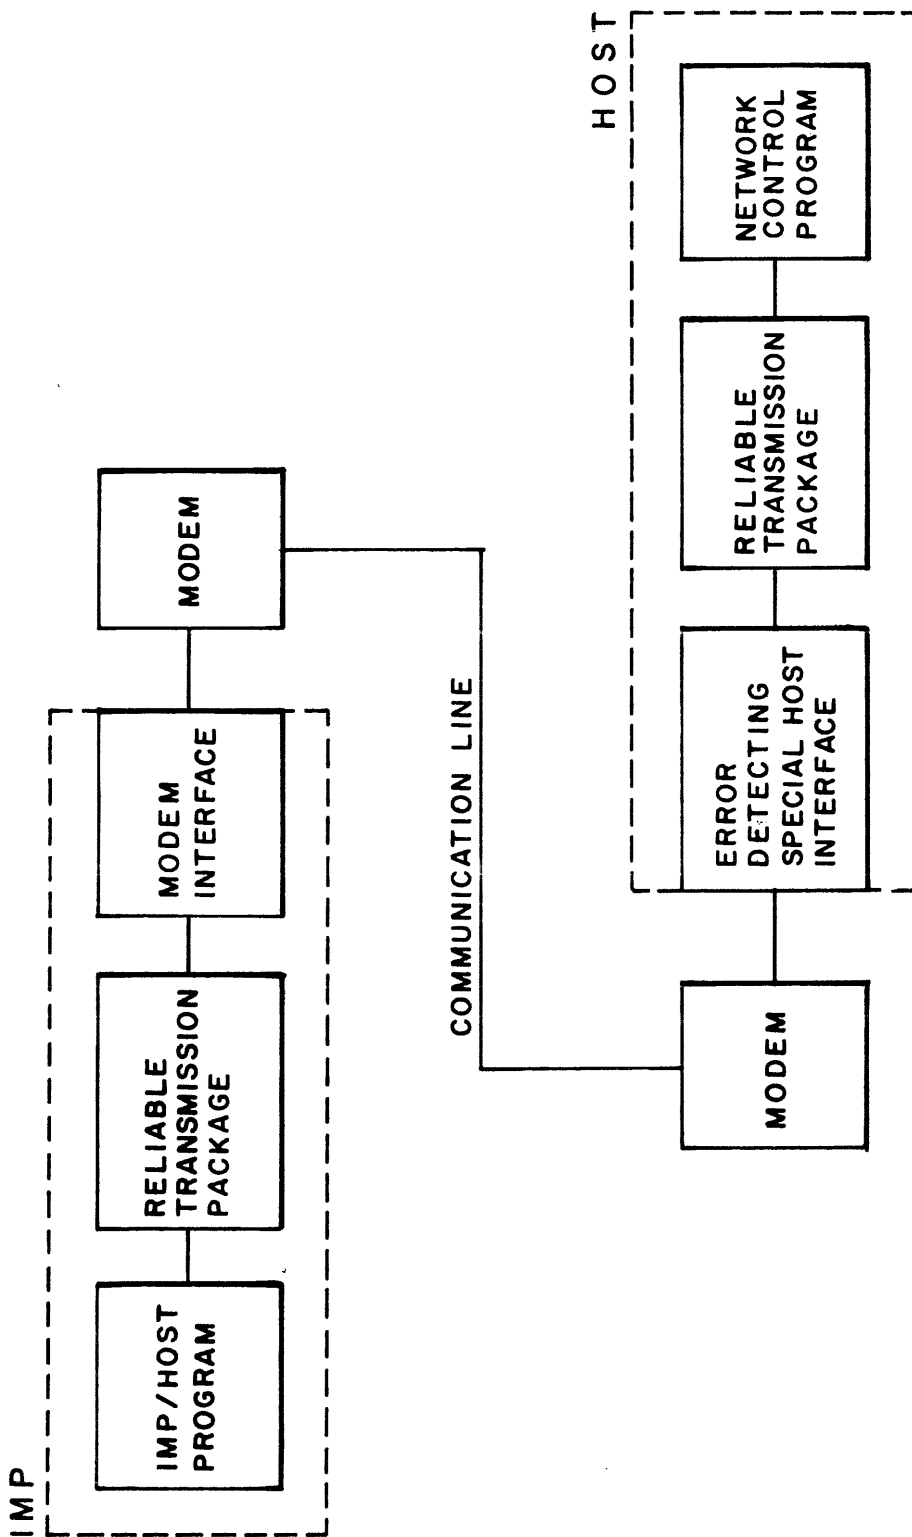 IMP
IMP/HOST
PROGRAM
RELIABLE
TRANSMISSION
PACKAGE
MODEM
INTERFACE
MODEM
COMMUNICATION LINE
MODEM
ERROR
DETECTING
SPECIAL HOST
INTERFACE
RELIABLE
TRANSMISSION
PACKAGE
NETWORK
CONTROL
PROGRAM
HOST